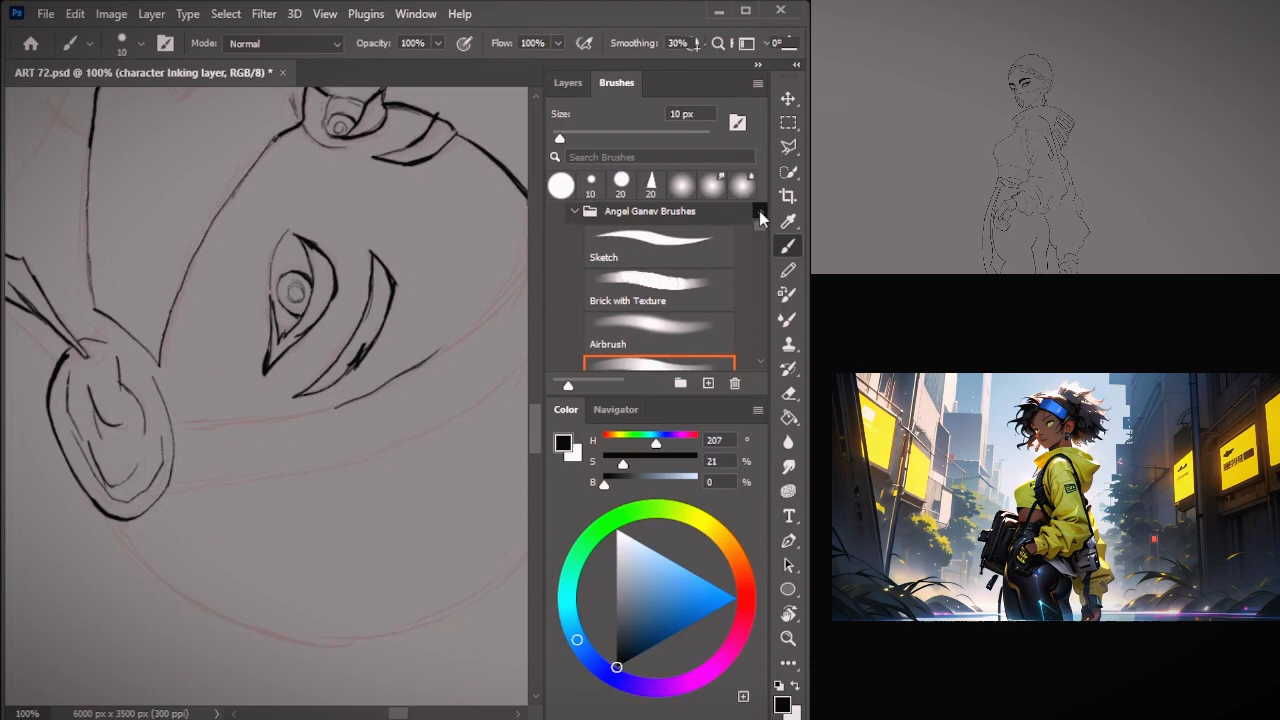 Ps File Edit Image Layer Type Select Filter 3D View Plugins Window Help
10 Mode: Normal Opacity: 100% Flow: 100% Smoothing: 30% 0°
ART 72.psd @ 100% (character Inking layer, RGB/8) *
Layers Brushes
Size: 10 px
Search Brushes
10 20 20
Angel Ganev Brushes
Sketch
Brick with Texture
Airbrush
Color Navigator
H 207 °
S 21 %
B 0 %
100% 6000 px x 3500 px (300 ppi)